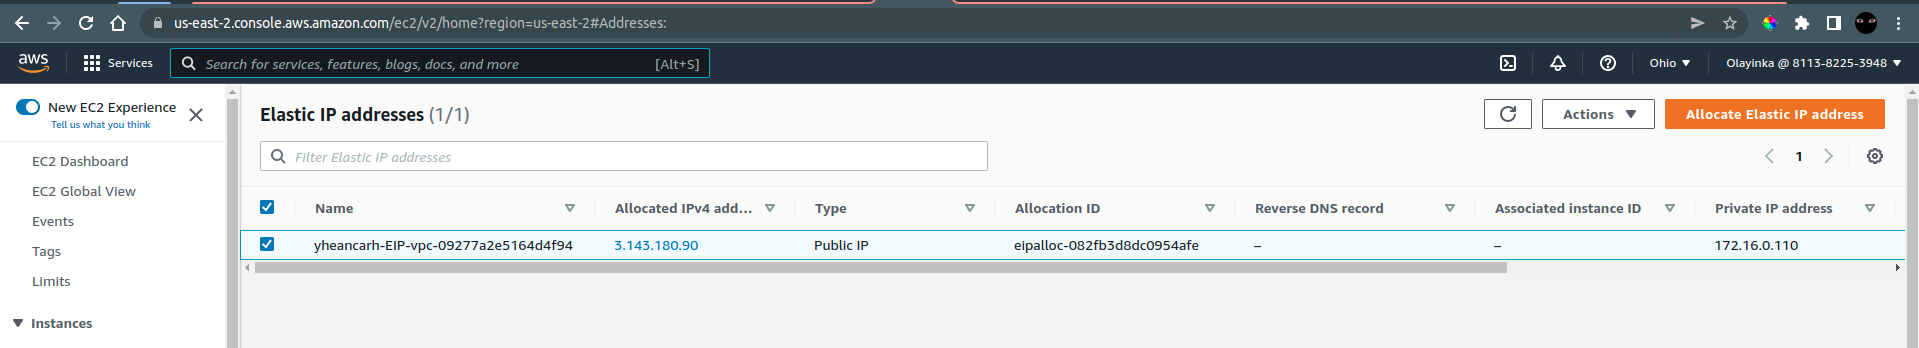 us-east-2.console.aws.amazon.com/ec2/v2/home?region=us-east-2#Addresses:
aws Services Search for services, features, blogs, docs, and more [Alt+S] Ohio Olayinka @ 8113-8225-3948
New EC2 Experience
Tell us what you think
EC2 Dashboard
EC2 Global View
Events
Tags
Limits
Instances
Elastic IP addresses (1/1)
Actions Allocate Elastic IP address
Filter Elastic IP addresses
1
Name Allocated IPv4 add... Type Allocation ID Reverse DNS record Associated instance ID Private IP address
yheancarh-EIP-vpc-09277a2e5164d4f94 3.143.180.90 Public IP eipalloc-082fb3d8dc0954afe – – 172.16.0.110